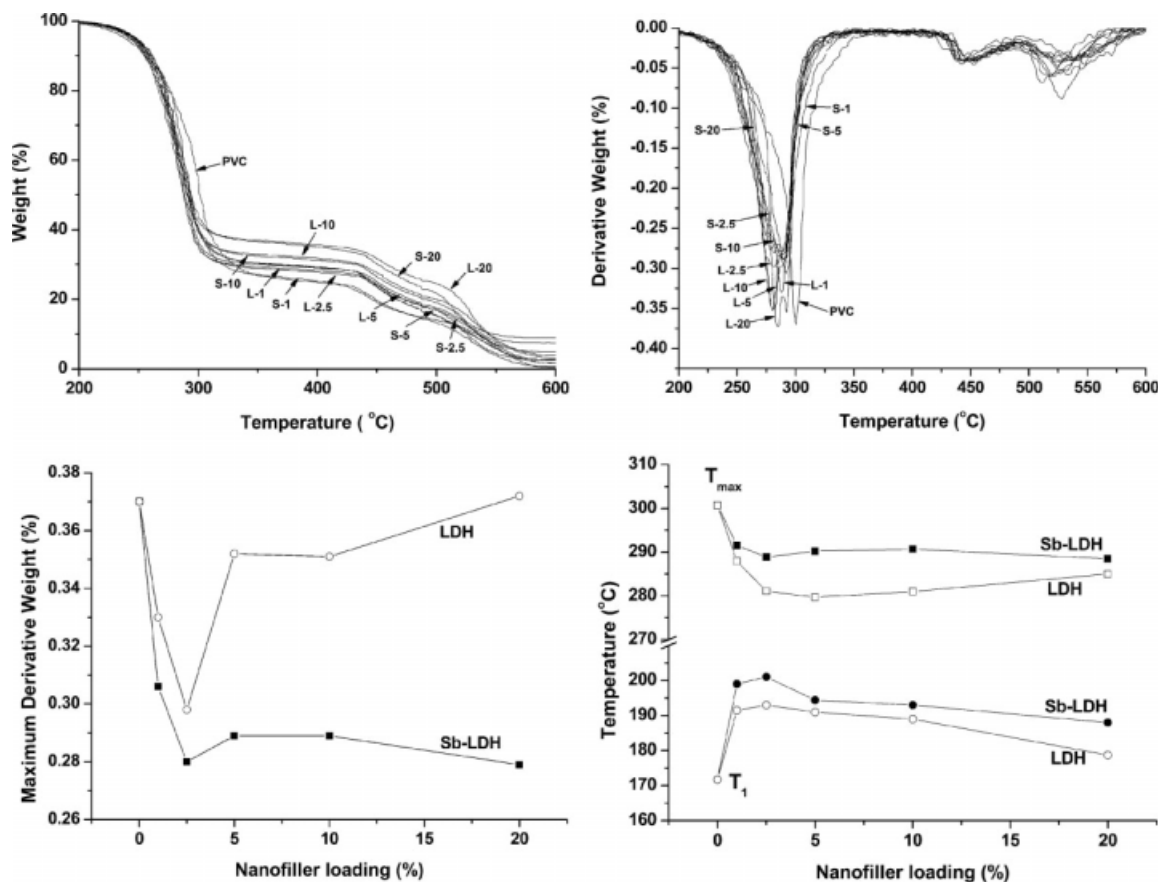 100
80
60
40
20
0
Weight (%)
PVC
L-10
S-20
L-20
S-10
L-1
S-1
L-2.5
L-5
S-5
S-2.5
200 300 400 500 600
Temperature ( °C)
0.00
-0.05
-0.10
-0.15
-0.20
-0.25
-0.30
-0.35
-0.40
Derivative Weight (%)
S-1
S-20
S-5
S-2.5
S-10
L-2.5
L-10
L-1
L-5
L-20
PVC
200 250 300 350 400 450 500 550 600
Temperature (°C)
0.38
0.36
0.34
0.32
0.30
0.28
0.26
Maximum Derivative Weight (%)
LDH
Sb-LDH
0 5 10 15 20
Nanofiller loading (%)
310
300
290
280
270
200
190
180
170
160
Temperature (°C)
Tmax
Sb-LDH
LDH
Sb-LDH
LDH
T1
0 5 10 15 20
Nanofiller loading (%)